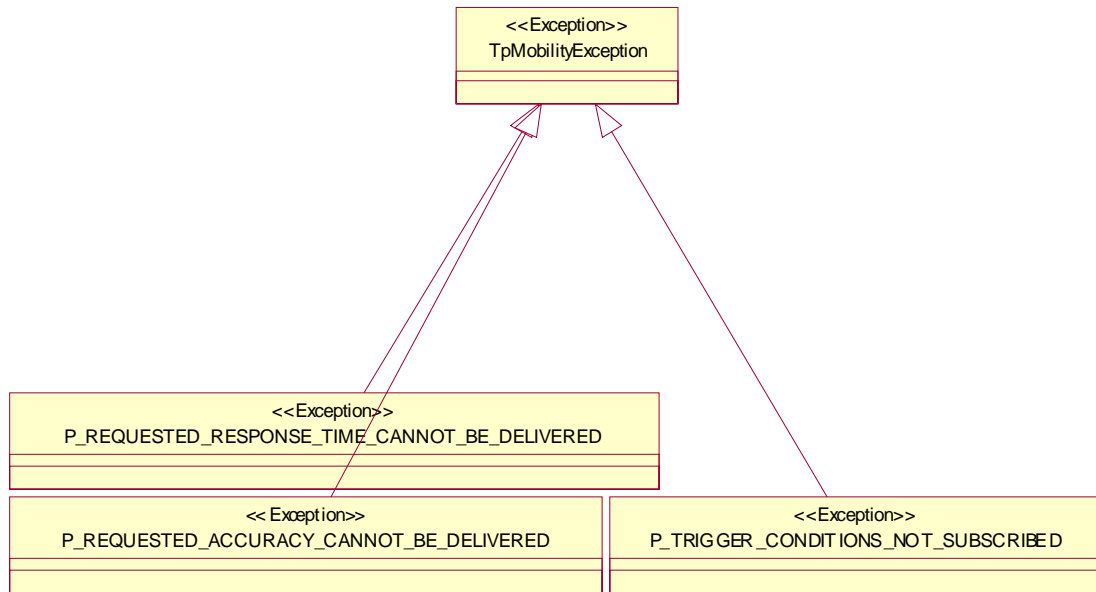 <<Exception>>
TpMobilityException
<<Exception>>
P_REQUESTED_RESPONSE_TIME_CANNOT_BE_DELIVERED
<<Exception>>
P_REQUESTED_ACCURACY_CANNOT_BE_DELIVERED
<<Exception>>
P_TRIGGER_CONDITIONS_NOT_SUBSCRIBED